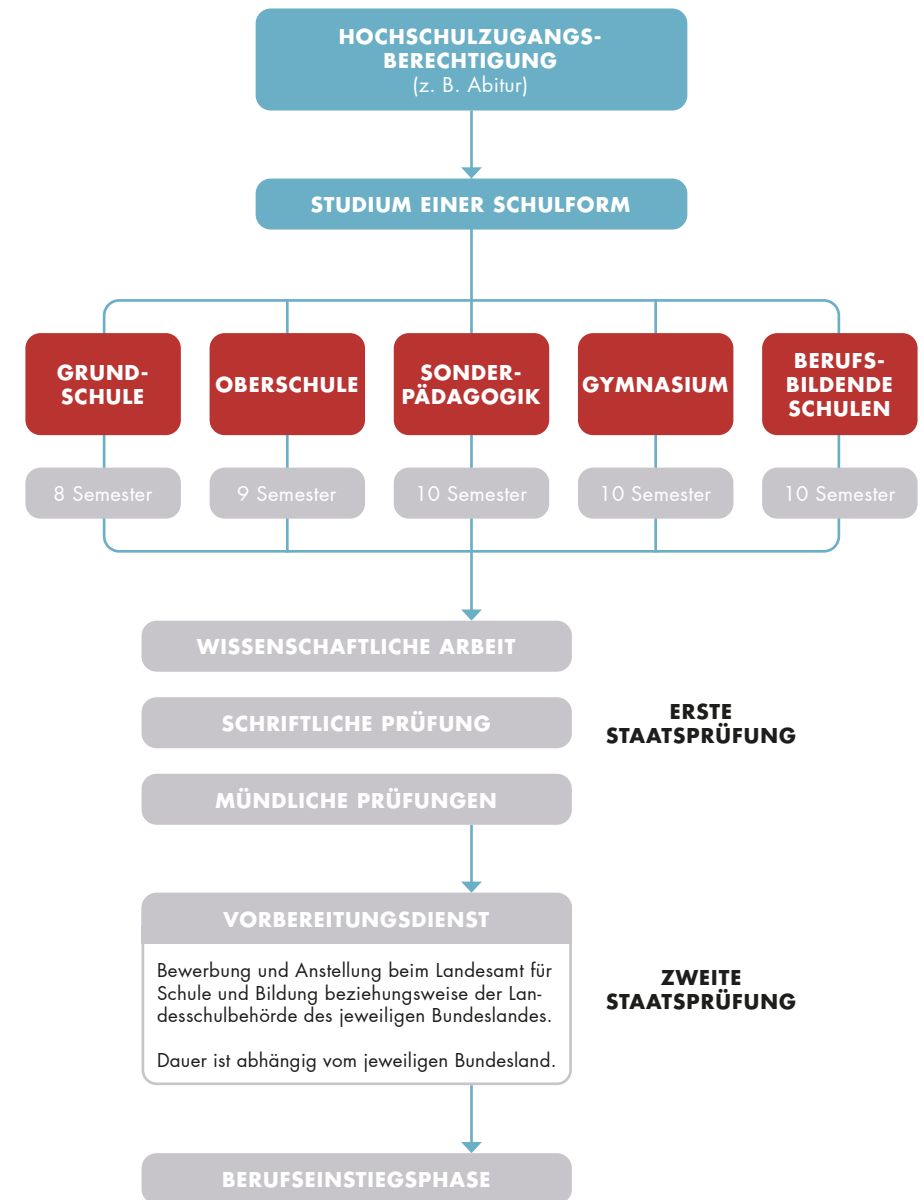 HOCHSCHULZUGANGS-
BERECHTIGUNG
(z. B. Abitur)
STUDIUM EINER SCHULFORM
GRUND-
SCHULE
OBERSCHULE
SONDER-
PÄDAGOGIK
GYMNASIUM
BERUFS-
BILDENDE
SCHULEN
8 Semester
9 Semester
10 Semester
10 Semester
10 Semester
WISSENSCHAFTLICHE ARBEIT
SCHRIFTLICHE PRÜFUNG
MÜNDLICHE PRÜFUNGEN
ERSTE
STAATSPRÜFUNG
VORBEREITUNGSDIENST
Bewerbung und Anstellung beim Landesamt für
Schule und Bildung beziehungsweise der Lan-
desschulbehörde des jeweiligen Bundeslandes.
Dauer ist abhängig vom jeweiligen Bundesland.
ZWEITE
STAATSPRÜFUNG
BERUFSEINSTIEGSPHASE